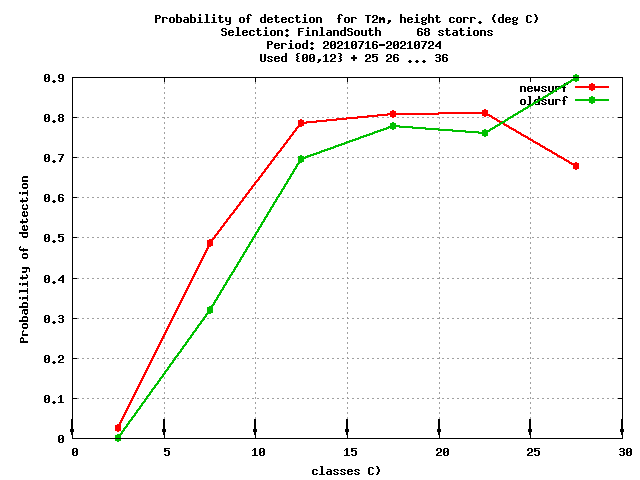 Probability of detection  for T2m, height corr. (deg C)
Selection: FinlandSouth     68 stations
Period: 20210716-20210724
Used {00,12} + 25 26 ... 36
newsurf
oldsurf
0.9
0.8
0.7
0.6
0.5
0.4
0.3
0.2
0.1
0
Probability of detection
0 5 10 15 20 25 30
classes C)